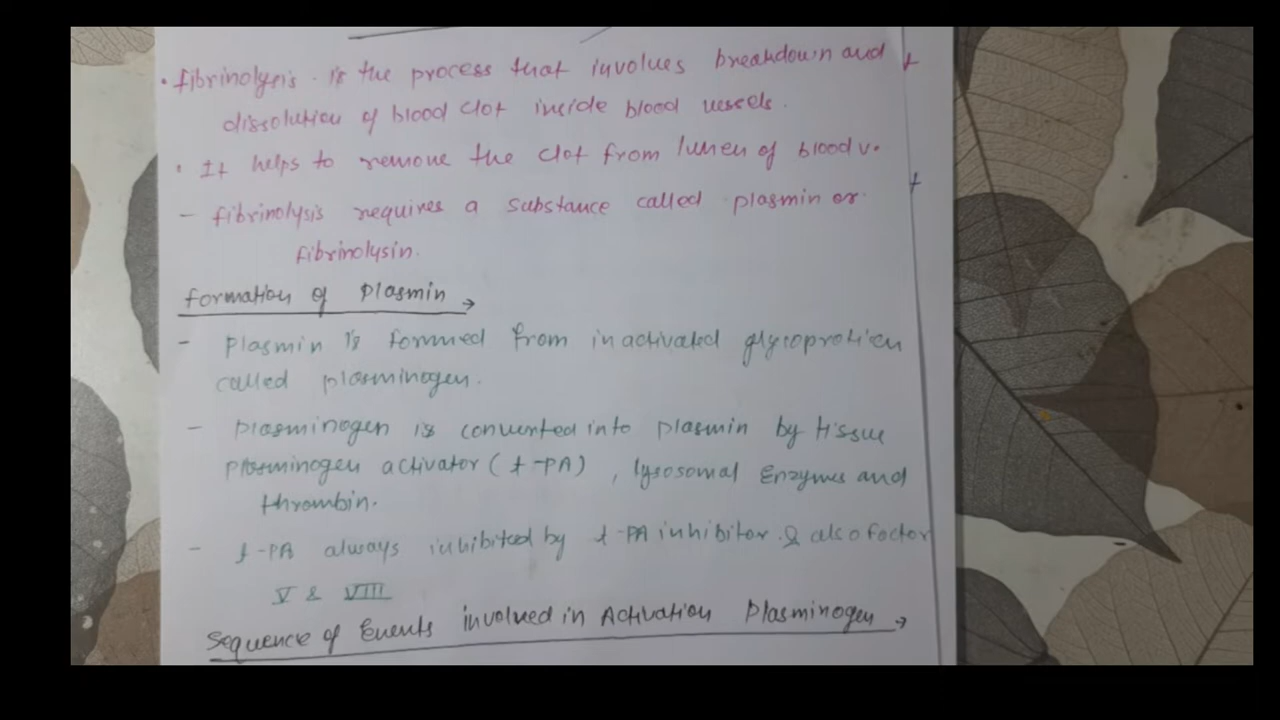 • fibrinolysis - is the process that involves breakdown and
dissolution of blood clot inside blood vessels.
• It helps to remove the clot from lumen of blood v.
- fibrinolysis requires a substance called plasmin or
fibrinolysin.
formation of Plasmin →
- plasmin is formed from inactivated glycoprotien
called plasminogen.
- plasminogen is converted into plasmin by tissue
plasminogen activator (t-PA) , lysosomal Enzymes and
thrombin.
- t-PA always inhibited by t-PA inhibitor & also factor
V & VIII
Sequence of Events involved in Activation Plasminogen →